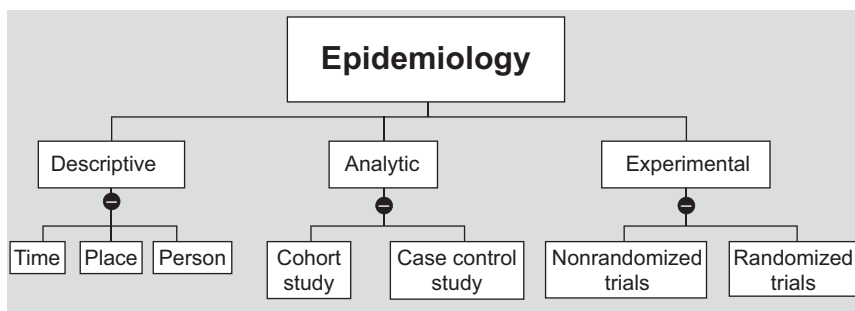 Epidemiology
Descriptive
Analytic
Experimental
Time
Place
Person
Cohort
study
Case control
study
Nonrandomized
trials
Randomized
trials